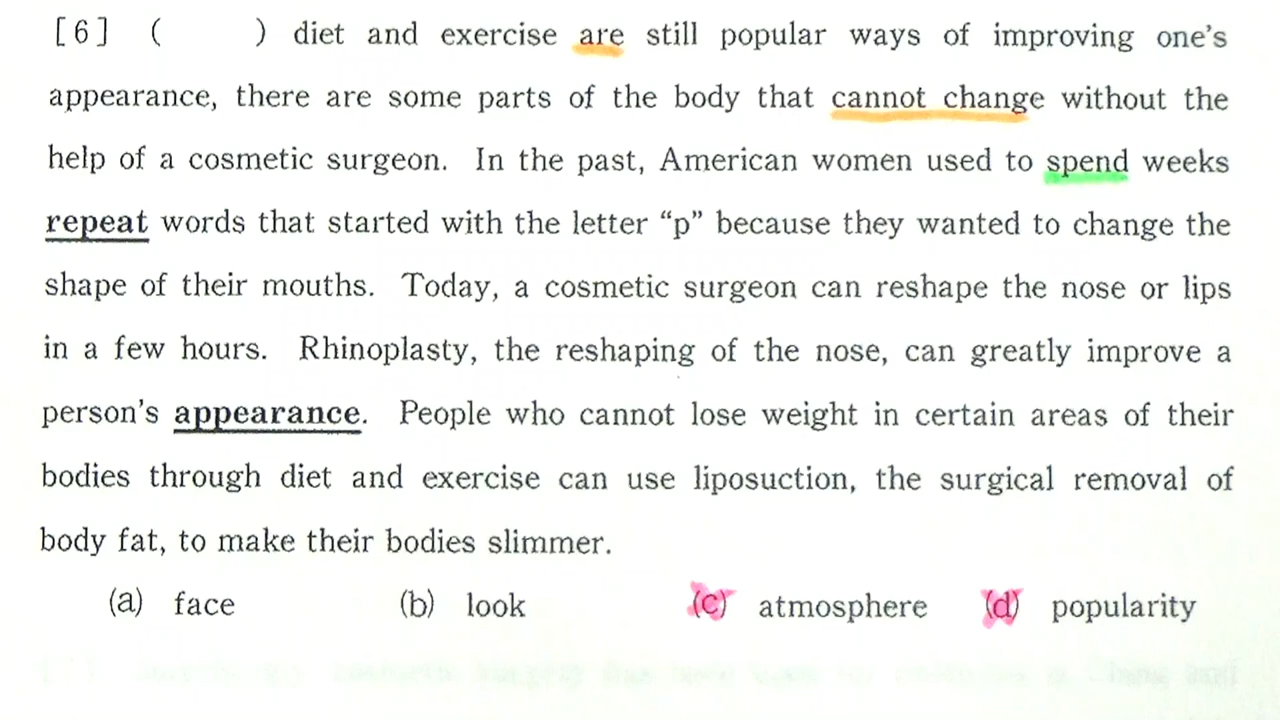 [6] (　　) diet and exercise are still popular ways of improving one's
appearance, there are some parts of the body that cannot change without the
help of a cosmetic surgeon. In the past, American women used to spend weeks
repeat words that started with the letter “p” because they wanted to change the
shape of their mouths. Today, a cosmetic surgeon can reshape the nose or lips
in a few hours. Rhinoplasty, the reshaping of the nose, can greatly improve a
person's appearance. People who cannot lose weight in certain areas of their
bodies through diet and exercise can use liposuction, the surgical removal of
body fat, to make their bodies slimmer.
(a) face (b) look (c) atmosphere (d) popularity